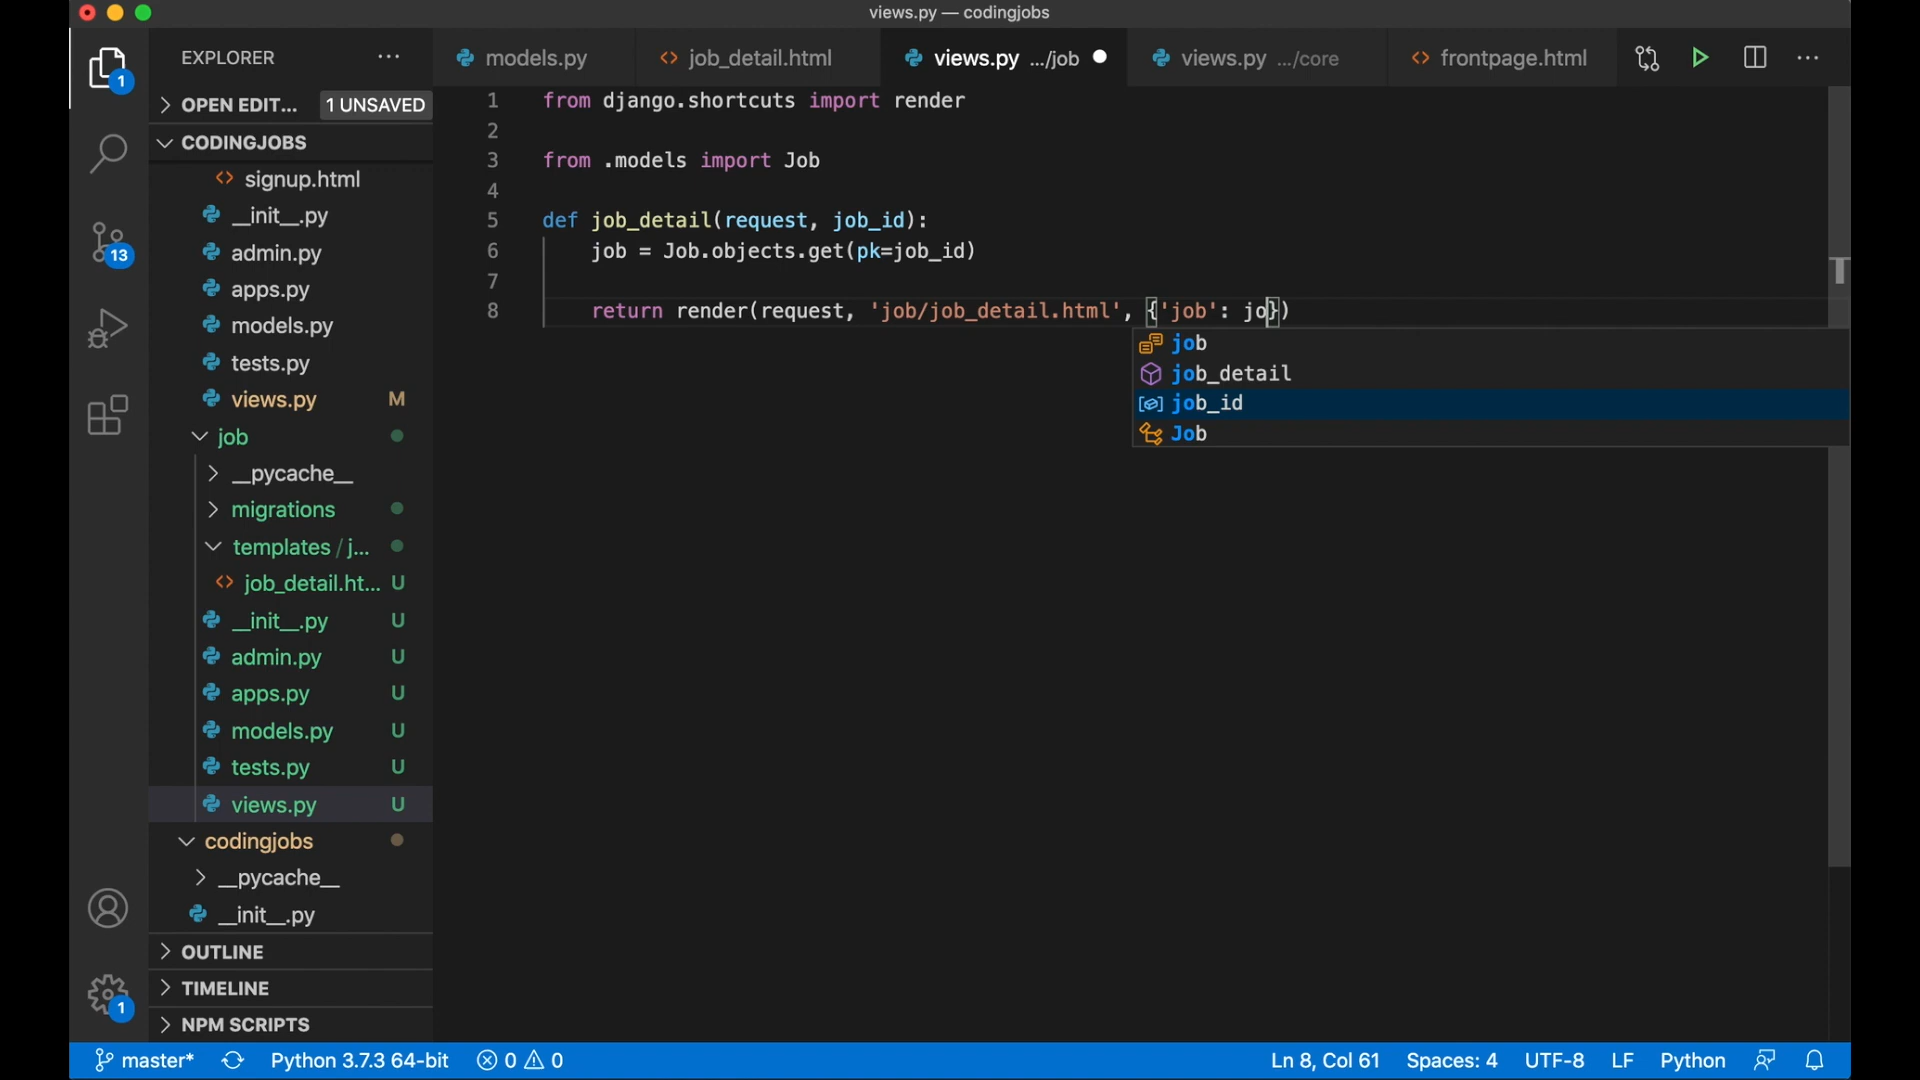 views.py — codingjobs
EXPLORER
models.py
job_detail.html
views.py .../job
views.py .../core
frontpage.html
1
OPEN EDIT... 1 UNSAVED
CODINGJOBS
signup.html
__init__.py
admin.py
apps.py
models.py
tests.py
views.py M
job
__pycache__
migrations
templates / j...
job_detail.ht... U
__init__.py U
admin.py U
apps.py U
models.py U
tests.py U
views.py U
codingjobs
__pycache__
__init__.py
OUTLINE
TIMELINE
NPM SCRIPTS
13
1
1 from django.shortcuts import render
2
3 from .models import Job
4
5 def job_detail(request, job_id):
6 job = Job.objects.get(pk=job_id)
7
8 return render(request, 'job/job_detail.html', {'job': jo})
job
job_detail
job_id
Job
master* Python 3.7.3 64-bit 0 0 Ln 8, Col 61 Spaces: 4 UTF-8 LF Python